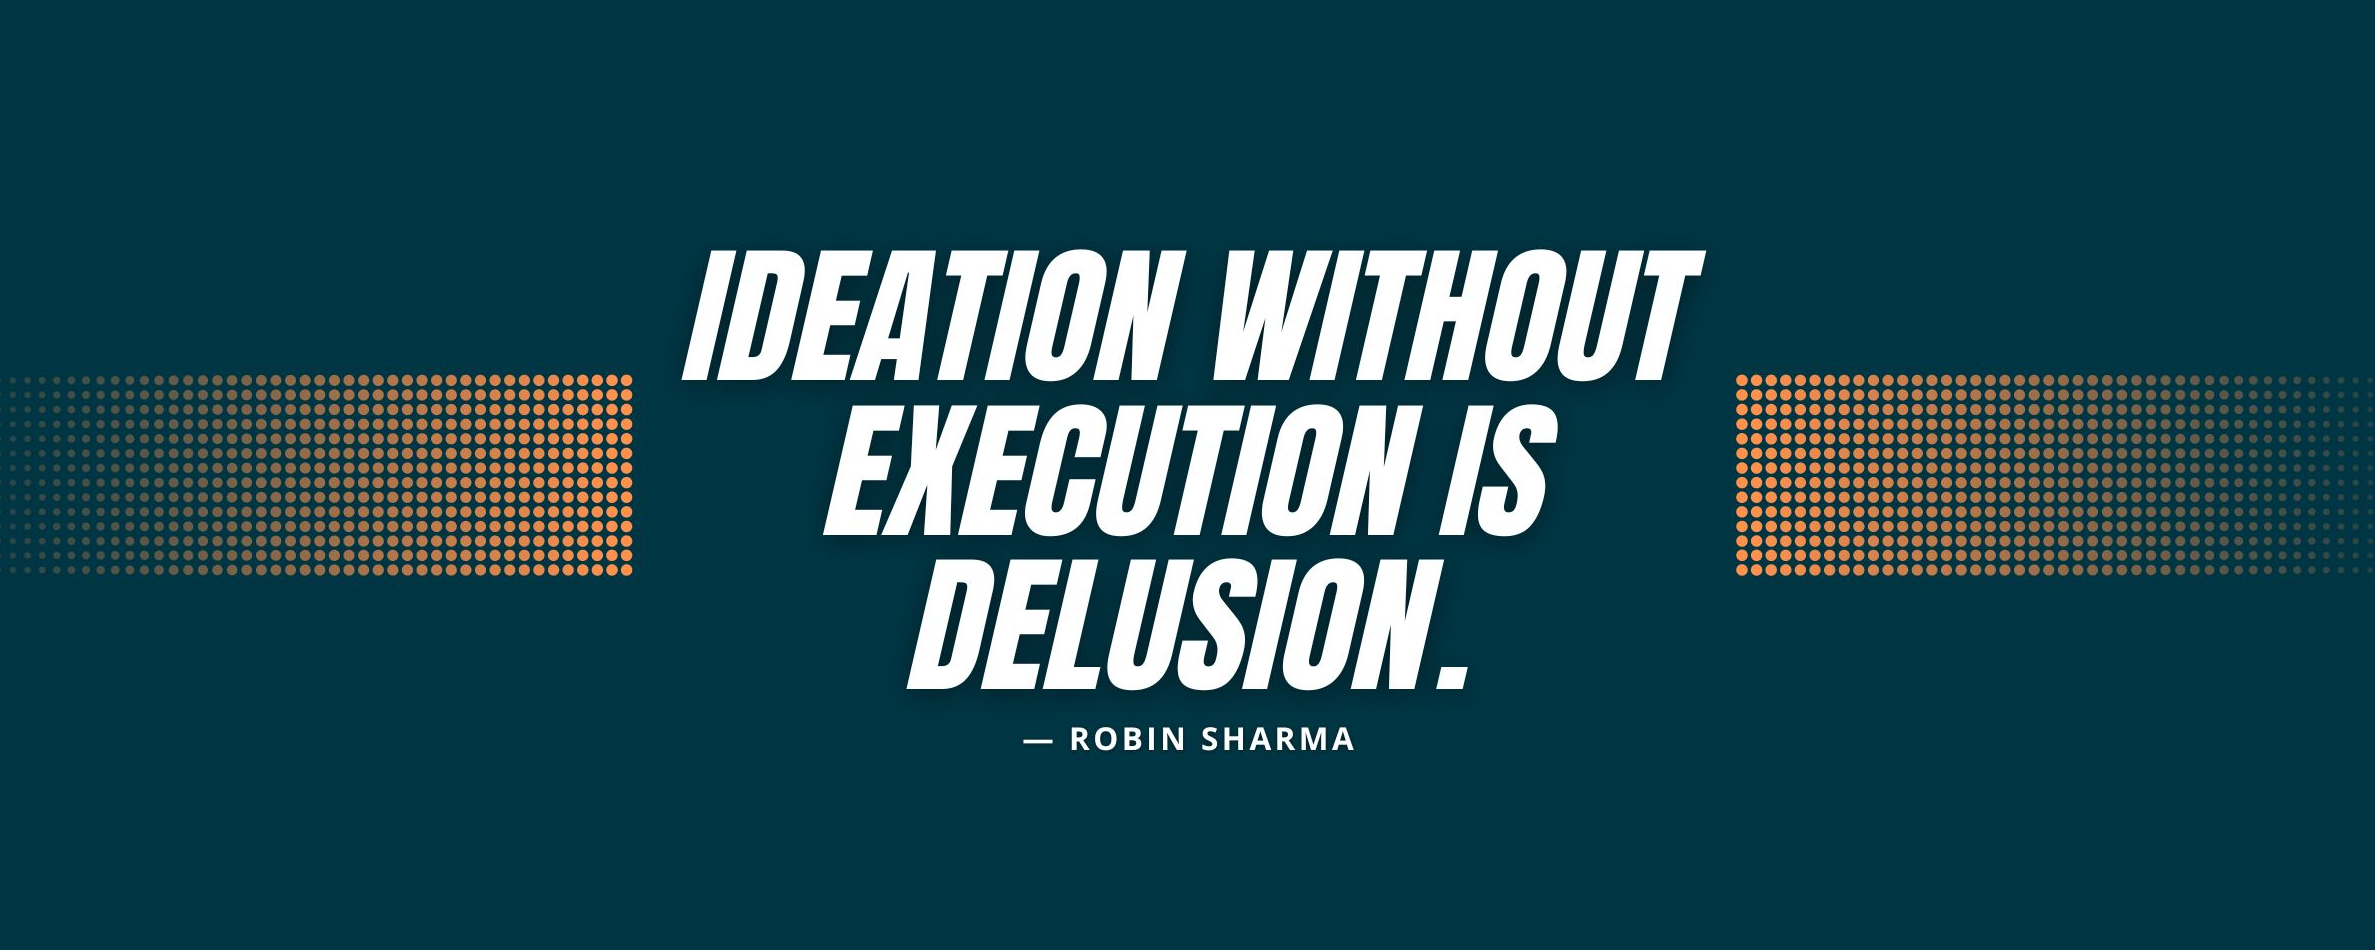 IDEATION WITHOUT
EXECUTION IS
DELUSION.
— ROBIN SHARMA